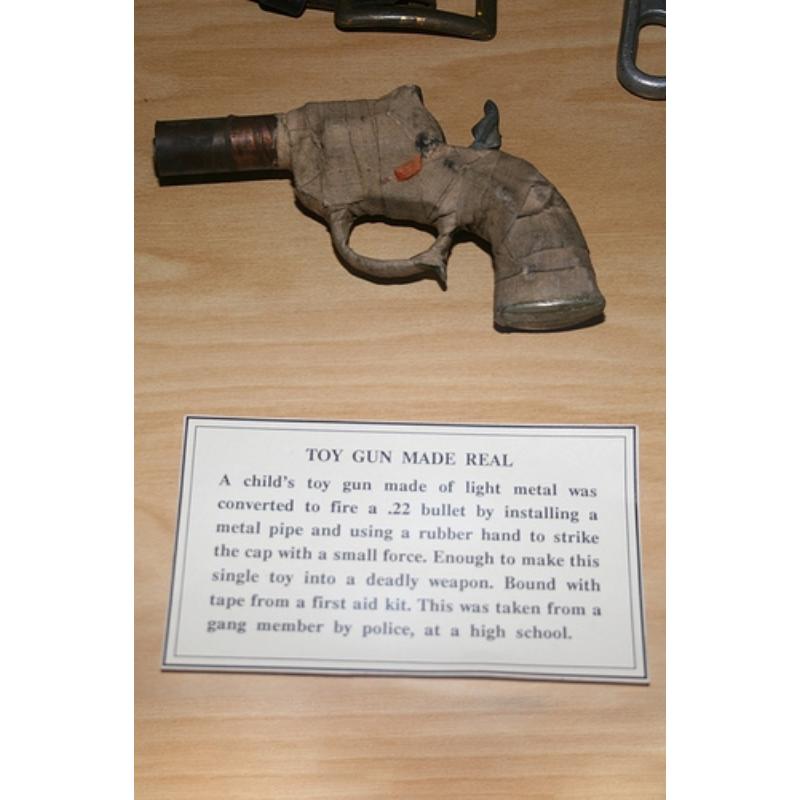 TOY GUN MADE REAL
A child's toy gun made of light metal was
converted to fire a .22 bullet by installing a
metal pipe and using a rubber hand to strike
the cap with a small force. Enough to make this
single toy into a deadly weapon. Bound with
tape from a first aid kit. This was taken from a
gang member by police, at a high school.